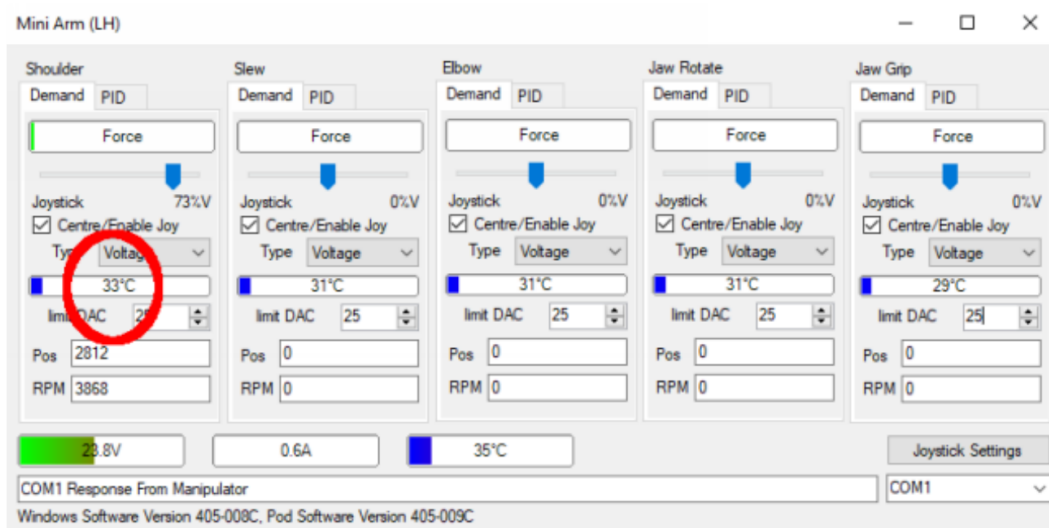 Mini Arm (LH)
Shoulder Slew Elbow Jaw Rotate Jaw Grip
Demand PID Demand PID Demand PID Demand PID Demand PID
Force Force Force Force Force
Joystick 73%V Joystick 0%V Joystick 0%V Joystick 0%V Joystick 0%V
Centre/Enable Joy Centre/Enable Joy Centre/Enable Joy Centre/Enable Joy Centre/Enable Joy
Type Voltage Type Voltage Type Voltage Type Voltage Type Voltage
33°C 31°C 31°C 31°C 29°C
limit DAC 25 limit DAC 25 limit DAC 25 limit DAC 25 limit DAC 25
Pos 2812 Pos 0 Pos 0 Pos 0 Pos 0
RPM 3868 RPM 0 RPM 0 RPM 0 RPM 0
23.8V 0.6A 35°C Joystick Settings
COM1 Response From Manipulator COM1
Windows Software Version 405-008C, Pod Software Version 405-009C